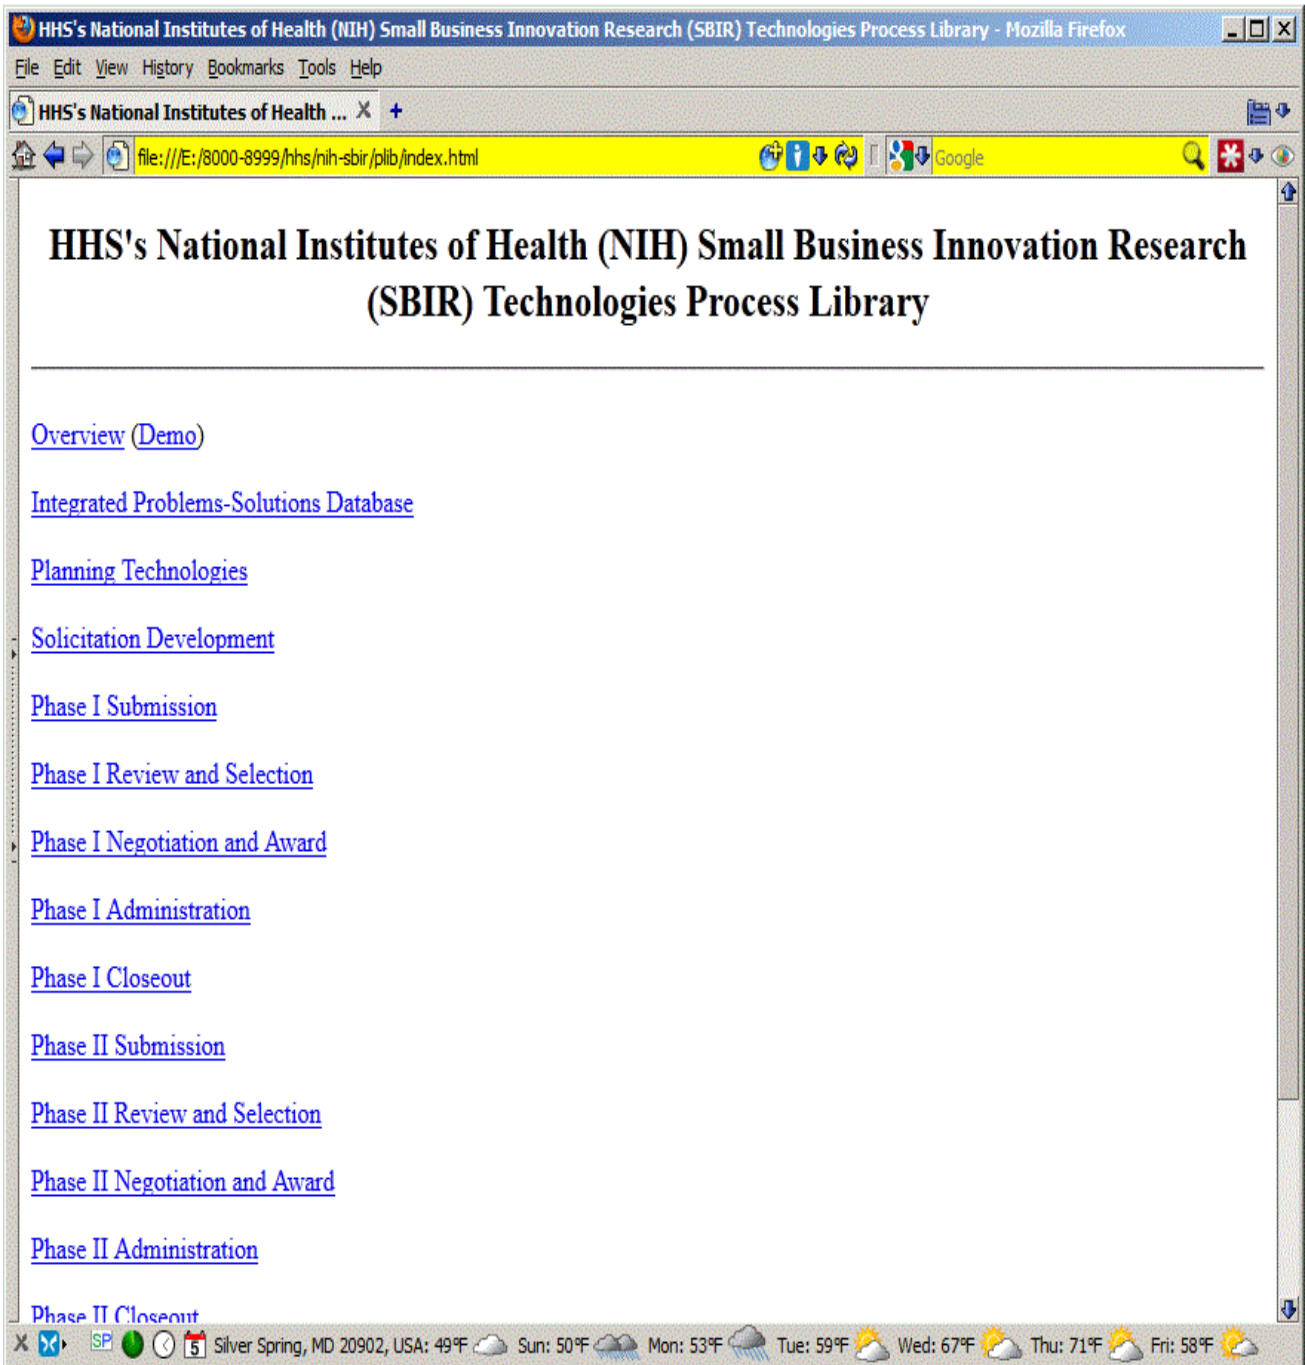 HHS's National Institutes of Health (NIH) Small Business Innovation Research (SBIR) Technologies Process Library - Mozilla Firefox
File Edit View History Bookmarks Tools Help
HHS's National Institutes of Health ...
file:///E:/8000-8999/hhs/nih-sbir/plib/index.html Google
HHS's National Institutes of Health (NIH) Small Business Innovation Research
(SBIR) Technologies Process Library
Overview (Demo)
Integrated Problems-Solutions Database
Planning Technologies
Solicitation Development
Phase I Submission
Phase I Review and Selection
Phase I Negotiation and Award
Phase I Administration
Phase I Closeout
Phase II Submission
Phase II Review and Selection
Phase II Negotiation and Award
Phase II Administration
Phase II Closeout
SP 5 Silver Spring, MD 20902, USA: 49°F Sun: 50°F Mon: 53°F Tue: 59°F Wed: 67°F Thu: 71°F Fri: 58°F